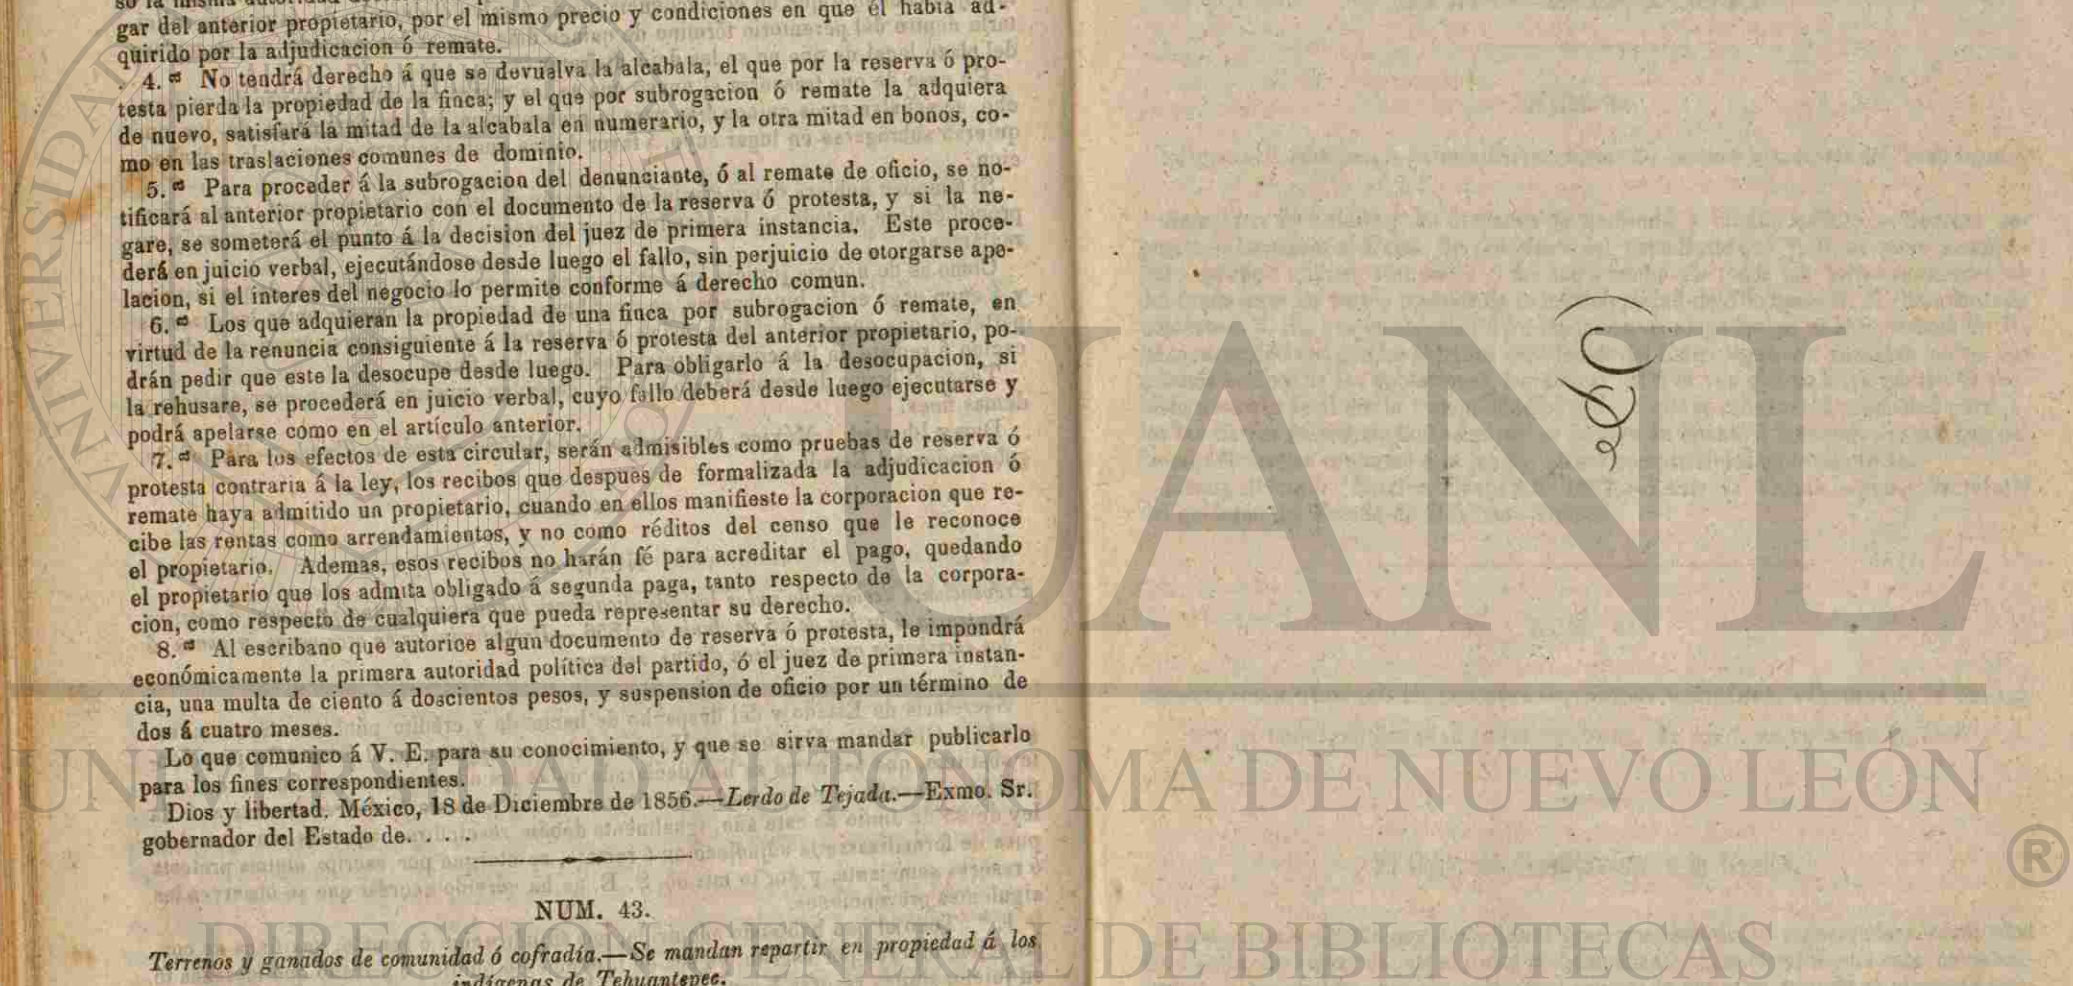 so la misma autoridad
gar del anterior propietario, por el mismo precio y condiciones en que él habia ad-
quirido por la adjudicacion ó remate.
4.ª No tendrá derecho á que se devuelva la alcabala, el que por la reserva ó pro-
testa pierda la propiedad de la finca; y el que por subrogacion ó remate la adquiera
de nuevo, satisfará la mitad de la alcabala en numerario, y la otra mitad en bonos, co-
mo en las traslaciones comunes de dominio.
5.ª Para proceder á la subrogacion del denunciante, ó al remate de oficio, se no-
tificará al anterior propietario con el documento de la reserva ó protesta, y si la ne-
gare, se someterá el punto á la decision del juez de primera instancia. Este proce-
derá en juicio verbal, ejecutándose desde luego el fallo, sin perjuicio de otorgarse ape-
lacion, si el interes del negocio lo permite conforme á derecho comun.
6.ª Los que adquieran la propiedad de una finca por subrogacion ó remate, en
virtud de la renuncia consiguiente á la reserva ó protesta del anterior propietario, po-
drán pedir que este la desocupe desde luego. Para obligarlo á la desocupacion, si
la rehusare, se procederá en juicio verbal, cuyo fallo deberá desde luego ejecutarse y
podrá apelarse como en el artículo anterior.
7.ª Para los efectos de esta circular, serán admisibles como pruebas de reserva ó
protesta contraria á la ley, los recibos que despues de formalizada la adjudicacion ó
remate haya admitido un propietario, cuando en ellos manifieste la corporacion que re-
cibe las rentas como arrendamientos, y no como réditos del censo que le reconoce
el propietario. Ademas, esos recibos no harán fé para acreditar el pago, quedando
el propietario que los admita obligado á segunda paga, tanto respecto de la corpora-
cion, como respecto de cualquiera que pueda representar su derecho.
8.ª Al escribano que autorice algun documento de reserva ó protesta, le impondrá
económicamente la primera autoridad política del partido, ó el juez de primera instan-
cia, una multa de ciento á doscientos pesos, y suspension de oficio por un término de
dos á cuatro meses.
Lo que comunico á V. E. para su conocimiento, y que se sirva mandar publicarlo
para los fines correspondientes.
Dios y libertad. México, 18 de Diciembre de 1856.—Lerdo de Tejada.—Exmo. Sr.
gobernador del Estado de. . . .
NUM. 43.
Terrenos y ganados de comunidad ó cofradía.—Se mandan repartir en propiedad á los
indígenas de Tehuantepec.
UANL
UNIVERSIDAD AUTÓNOMA DE NUEVO LEÓN
®
DIRECCIÓN GENERAL DE BIBLIOTECAS